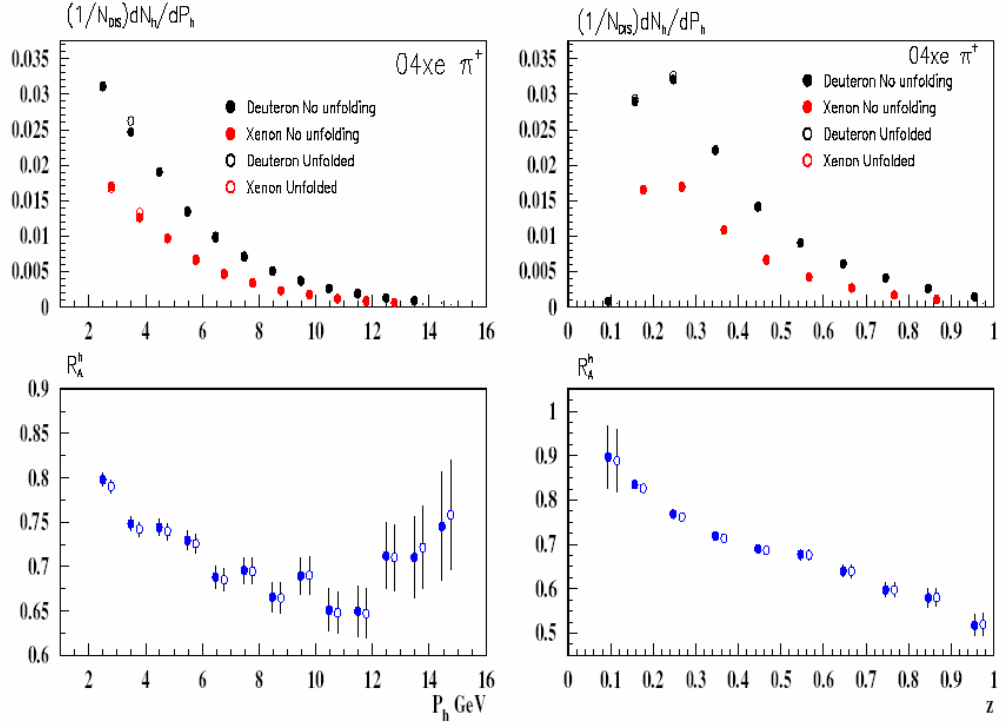 (1/N_DIS)dN_h/dP_h
04xe π⁺
0.035
0.03
0.025
0.02
0.015
0.01
0.005
0
Deuteron No unfolding
Xenon No unfolding
Deuteron Unfolded
Xenon Unfolded
2 4 6 8 10 12 14 16
(1/N_DIS)dN_h/dP_h
04xe π⁺
0.035
0.03
0.025
0.02
0.015
0.01
0.005
0
Deuteron No unfolding
Xenon No unfolding
Deuteron Unfolded
Xenon Unfolded
0 0.1 0.2 0.3 0.4 0.5 0.6 0.7 0.8 0.9 1
R_A^h
0.9
0.85
0.8
0.75
0.7
0.65
0.6
2 4 6 8 10 12 14 16
P_h GeV
R_A^h
1
0.9
0.8
0.7
0.6
0.5
0 0.1 0.2 0.3 0.4 0.5 0.6 0.7 0.8 0.9 1
z